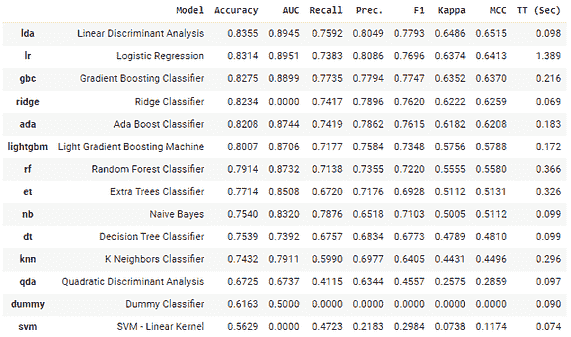 Model Accuracy AUC Recall Prec. F1 Kappa MCC TT (Sec)
lda Linear Discriminant Analysis 0.8355 0.8945 0.7592 0.8049 0.7793 0.6486 0.6515 0.098
lr Logistic Regression 0.8314 0.8951 0.7383 0.8086 0.7696 0.6374 0.6413 1.389
gbc Gradient Boosting Classifier 0.8275 0.8899 0.7735 0.7794 0.7747 0.6352 0.6370 0.216
ridge Ridge Classifier 0.8234 0.0000 0.7417 0.7896 0.7620 0.6222 0.6259 0.069
ada Ada Boost Classifier 0.8208 0.8744 0.7419 0.7862 0.7615 0.6182 0.6208 0.183
lightgbm Light Gradient Boosting Machine 0.8007 0.8706 0.7177 0.7584 0.7348 0.5756 0.5788 0.172
rf Random Forest Classifier 0.7914 0.8732 0.7138 0.7355 0.7220 0.5555 0.5580 0.366
et Extra Trees Classifier 0.7714 0.8508 0.6720 0.7176 0.6928 0.5112 0.5131 0.326
nb Naive Bayes 0.7540 0.8320 0.7876 0.6518 0.7103 0.5005 0.5112 0.099
dt Decision Tree Classifier 0.7539 0.7392 0.6757 0.6834 0.6773 0.4789 0.4810 0.099
knn K Neighbors Classifier 0.7432 0.7911 0.5990 0.6977 0.6405 0.4431 0.4496 0.296
qda Quadratic Discriminant Analysis 0.6725 0.6737 0.4115 0.6344 0.4557 0.2575 0.2859 0.097
dummy Dummy Classifier 0.6163 0.5000 0.0000 0.0000 0.0000 0.0000 0.0000 0.090
svm SVM - Linear Kernel 0.5629 0.0000 0.4723 0.2183 0.2984 0.0738 0.1174 0.074